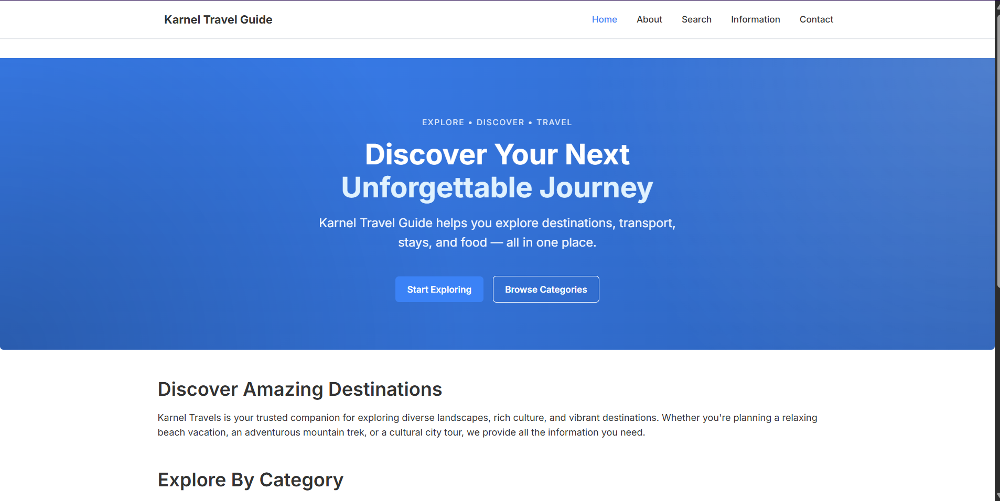 Karnel Travel Guide
Home
About
Search
Information
Contact
EXPLORE • DISCOVER • TRAVEL
Discover Your Next
Unforgettable Journey
Karnel Travel Guide helps you explore destinations, transport,
stays, and food — all in one place.
Start Exploring
Browse Categories
Discover Amazing Destinations
Karnel Travels is your trusted companion for exploring diverse landscapes, rich culture, and vibrant destinations. Whether you're planning a relaxing
beach vacation, an adventurous mountain trek, or a cultural city tour, we provide all the information you need.
Explore By Category